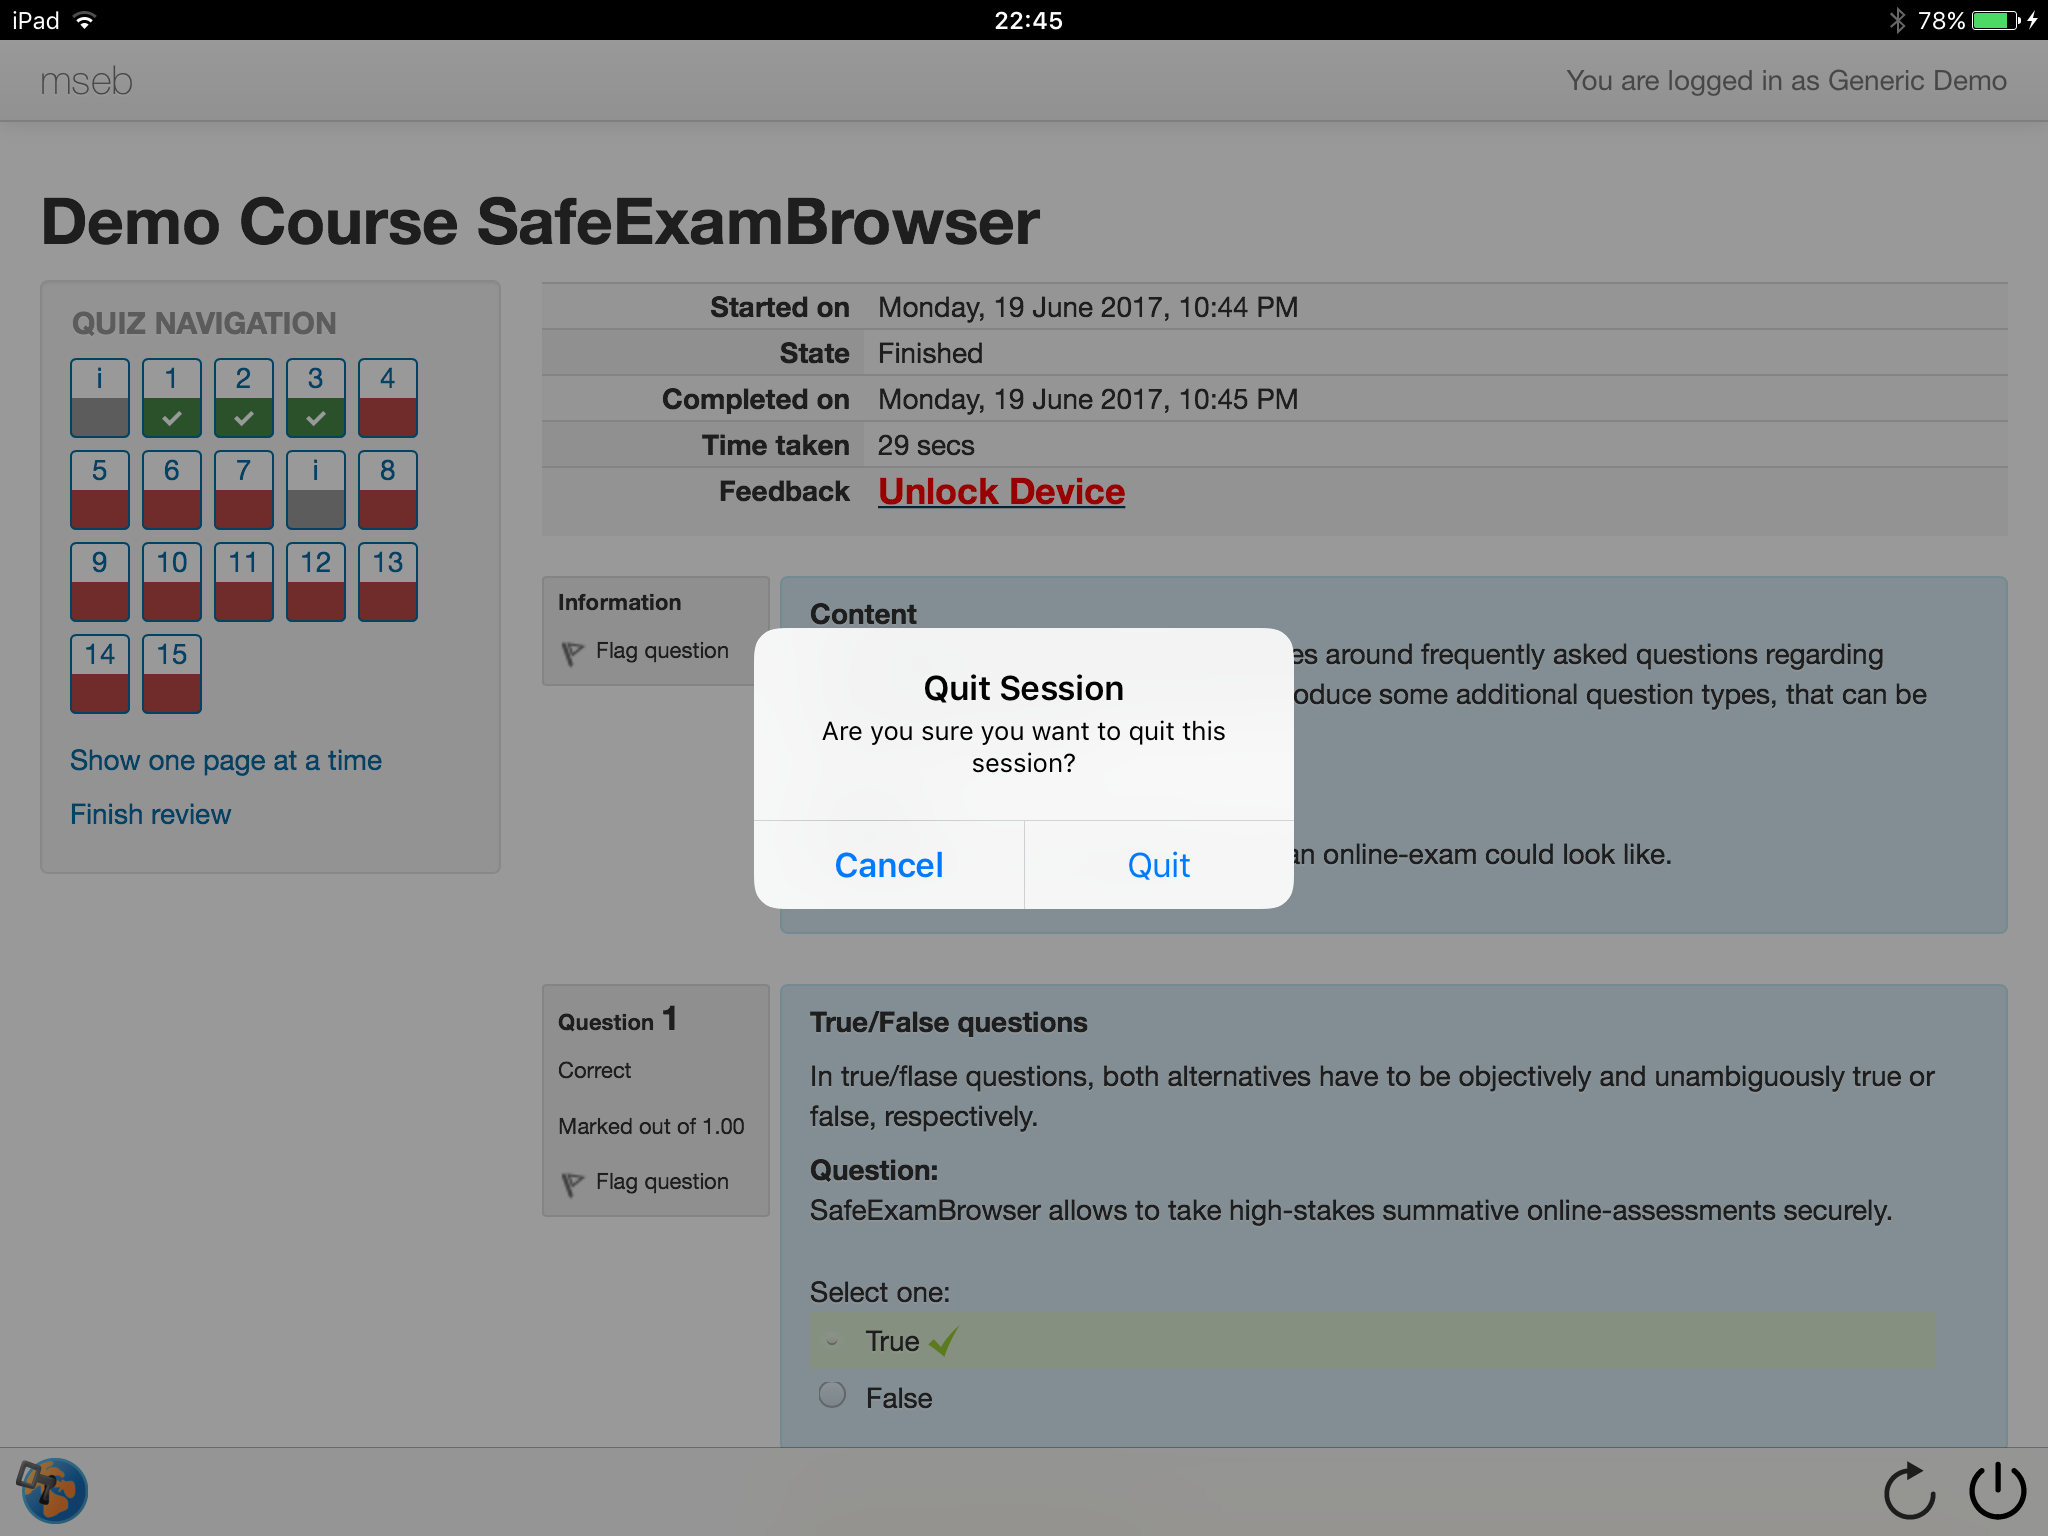 iPad
22:45
78%
mseb
You are logged in as Generic Demo
Demo Course SafeExamBrowser
QUIZ NAVIGATION
i 1 2 3 4
5 6 7 i 8
9 10 11 12 13
14 15
Show one page at a time
Finish review
Started on Monday, 19 June 2017, 10:44 PM
State Finished
Completed on Monday, 19 June 2017, 10:45 PM
Time taken 29 secs
Feedback Unlock Device
Information
Flag question
Content
around frequently asked questions regarding
some additional question types, that can be
online-exam could look like.
Quit Session
Are you sure you want to quit this
session?
Cancel Quit
Question 1
Correct
Marked out of 1.00
Flag question
True/False questions
In true/flase questions, both alternatives have to be objectively and unambiguously true or
false, respectively.
Question:
SafeExamBrowser allows to take high-stakes summative online-assessments securely.
Select one:
True
False